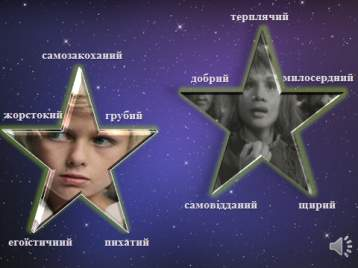 терплячий
самозакоханий
добрий
милосердний
жорстокий
грубий
самовідданий
щирий
егоїстичний
пихатий